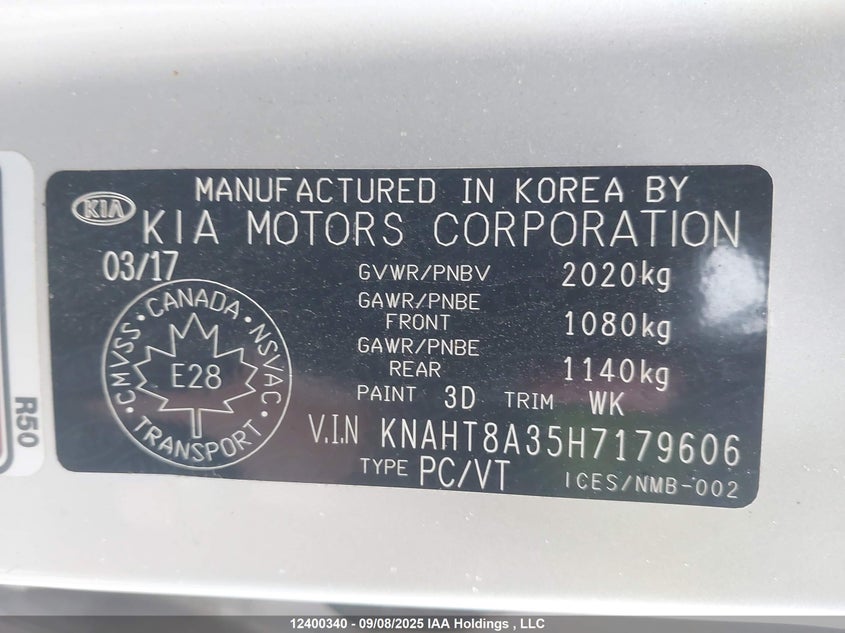 MANUFACTURED IN KOREA BY
KIA
KIA MOTORS CORPORATION
03/17
GVWR/PNBV 2020kg
GAWR/PNBE
FRONT 1080kg
GAWR/PNBE
REAR 1140kg
PAINT 3D TRIM WK
V.I.N KNAHT8A35H7179606
TYPE PC/VT ICES/NMB-002
CMVSS • CANADA • NSVAC • TRANSPORT •
E28
R50
12400340 - 09/08/2025 IAA Holdings , LLC